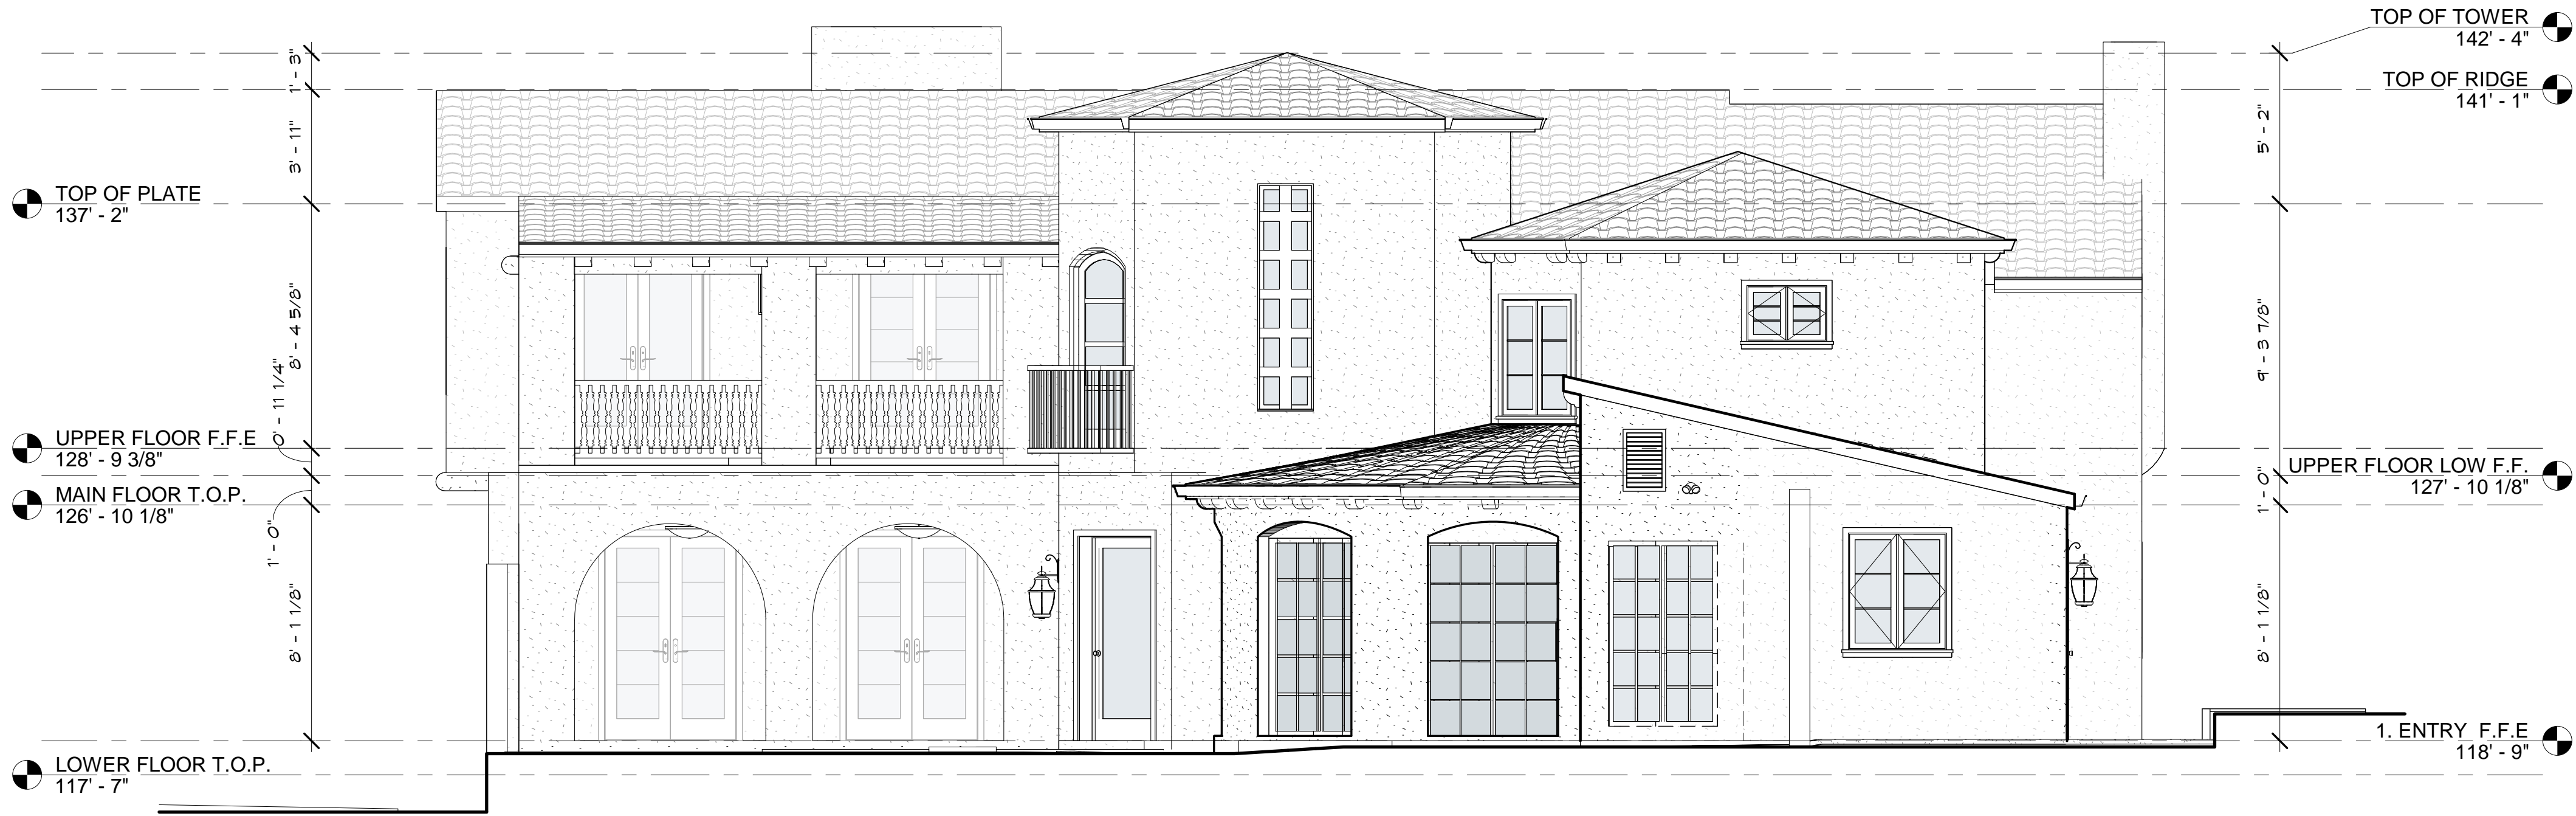 TOP OF TOWER
142' - 4"
TOP OF RIDGE
141' - 1"
1' - 3"
3' - 11"
5' - 2"
TOP OF PLATE
137' - 2"
8' - 4 5/8"
9' - 3 7/8"
0' - 11 1/4"
UPPER FLOOR F.F.E
128' - 9 3/8"
UPPER FLOOR LOW F.F.
127' - 10 1/8"
1' - 0"
MAIN FLOOR T.O.P.
126' - 10 1/8"
1' - 0"
8' - 1 1/8"
8' - 1 1/8"
1. ENTRY F.F.E
118' - 9"
LOWER FLOOR T.O.P.
117' - 7"